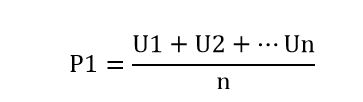 P1 = (U1 + U2 + ⋯ Un) / n